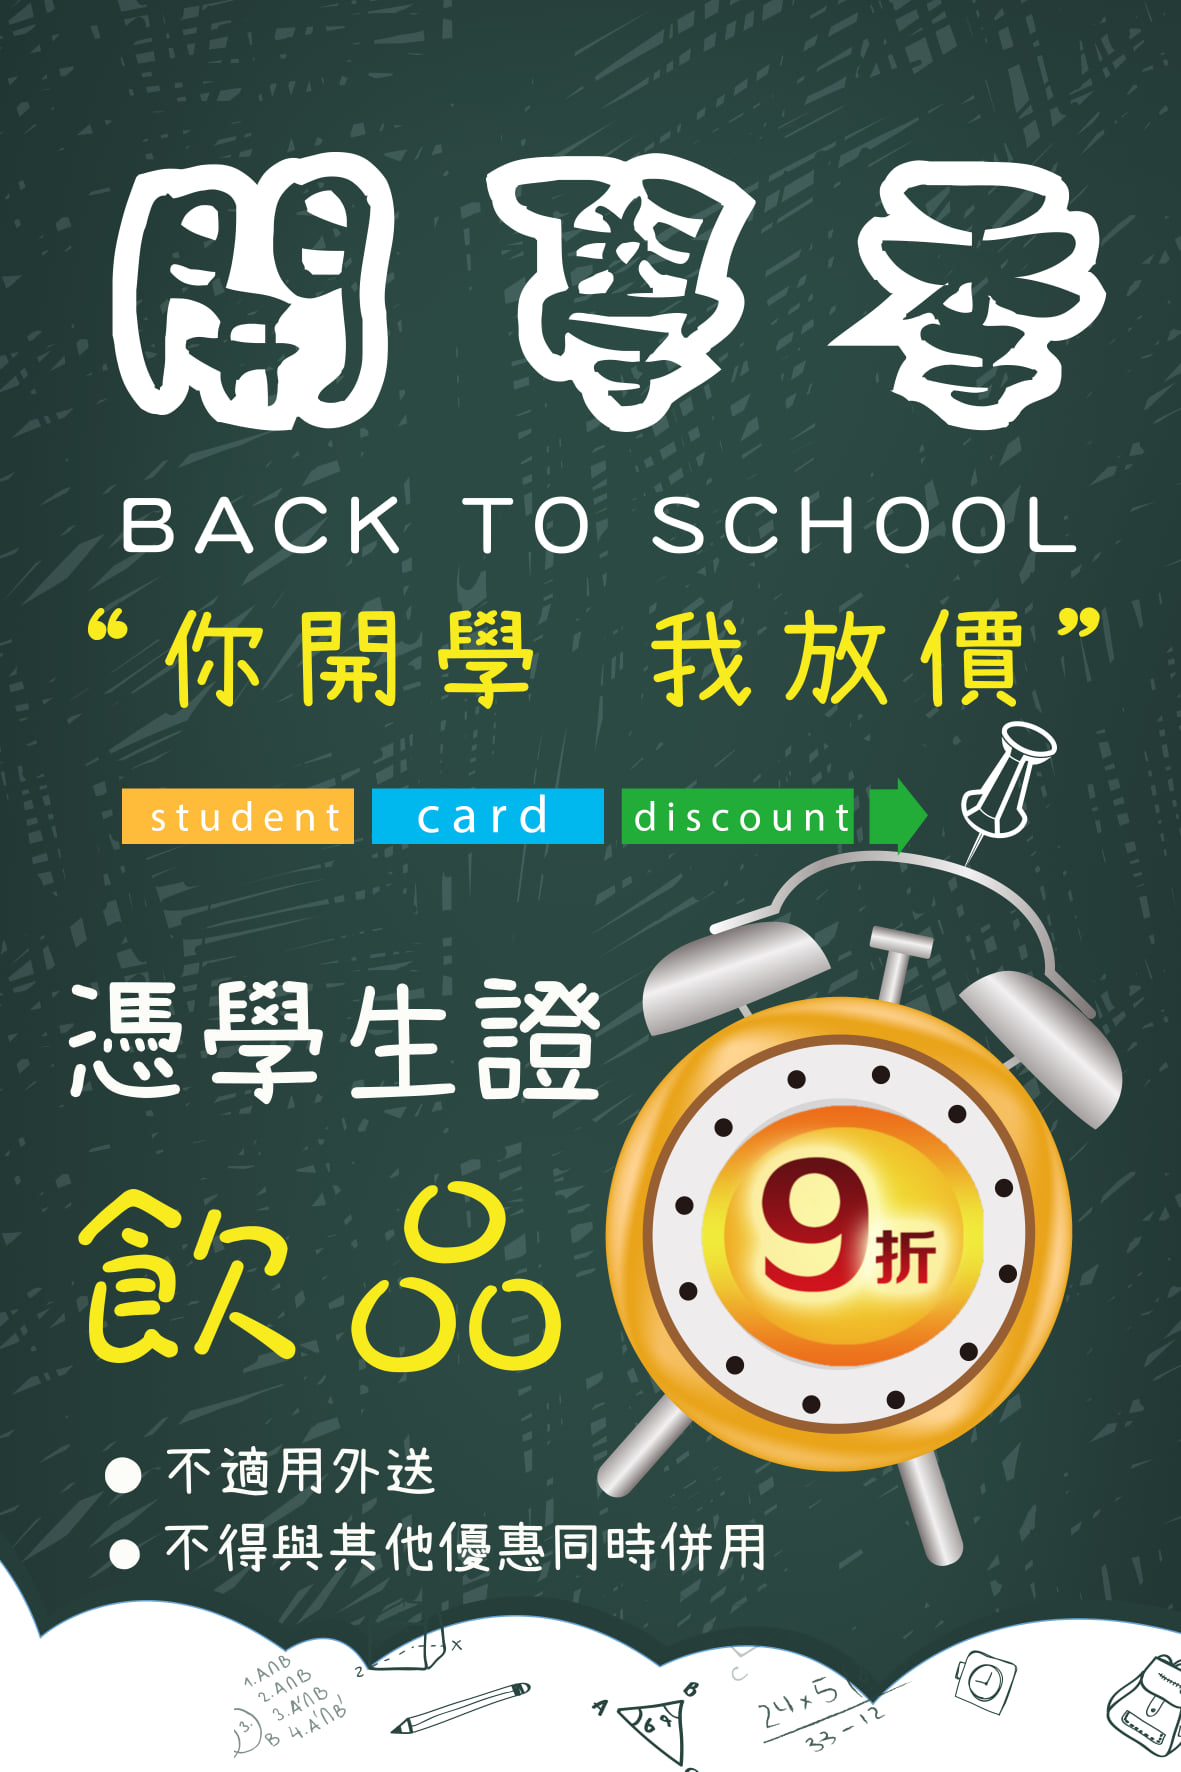 開學季
BACK TO SCHOOL
“你開學 我放價”
student card discount
憑學生證
飲品
9折
● 不適用外送
● 不得與其他優惠同時併用
1.A∩B
2.A∩B
3.A'∩B
4.A'∩B'
3.
B
2
x
A
B
C
24×5
33-12